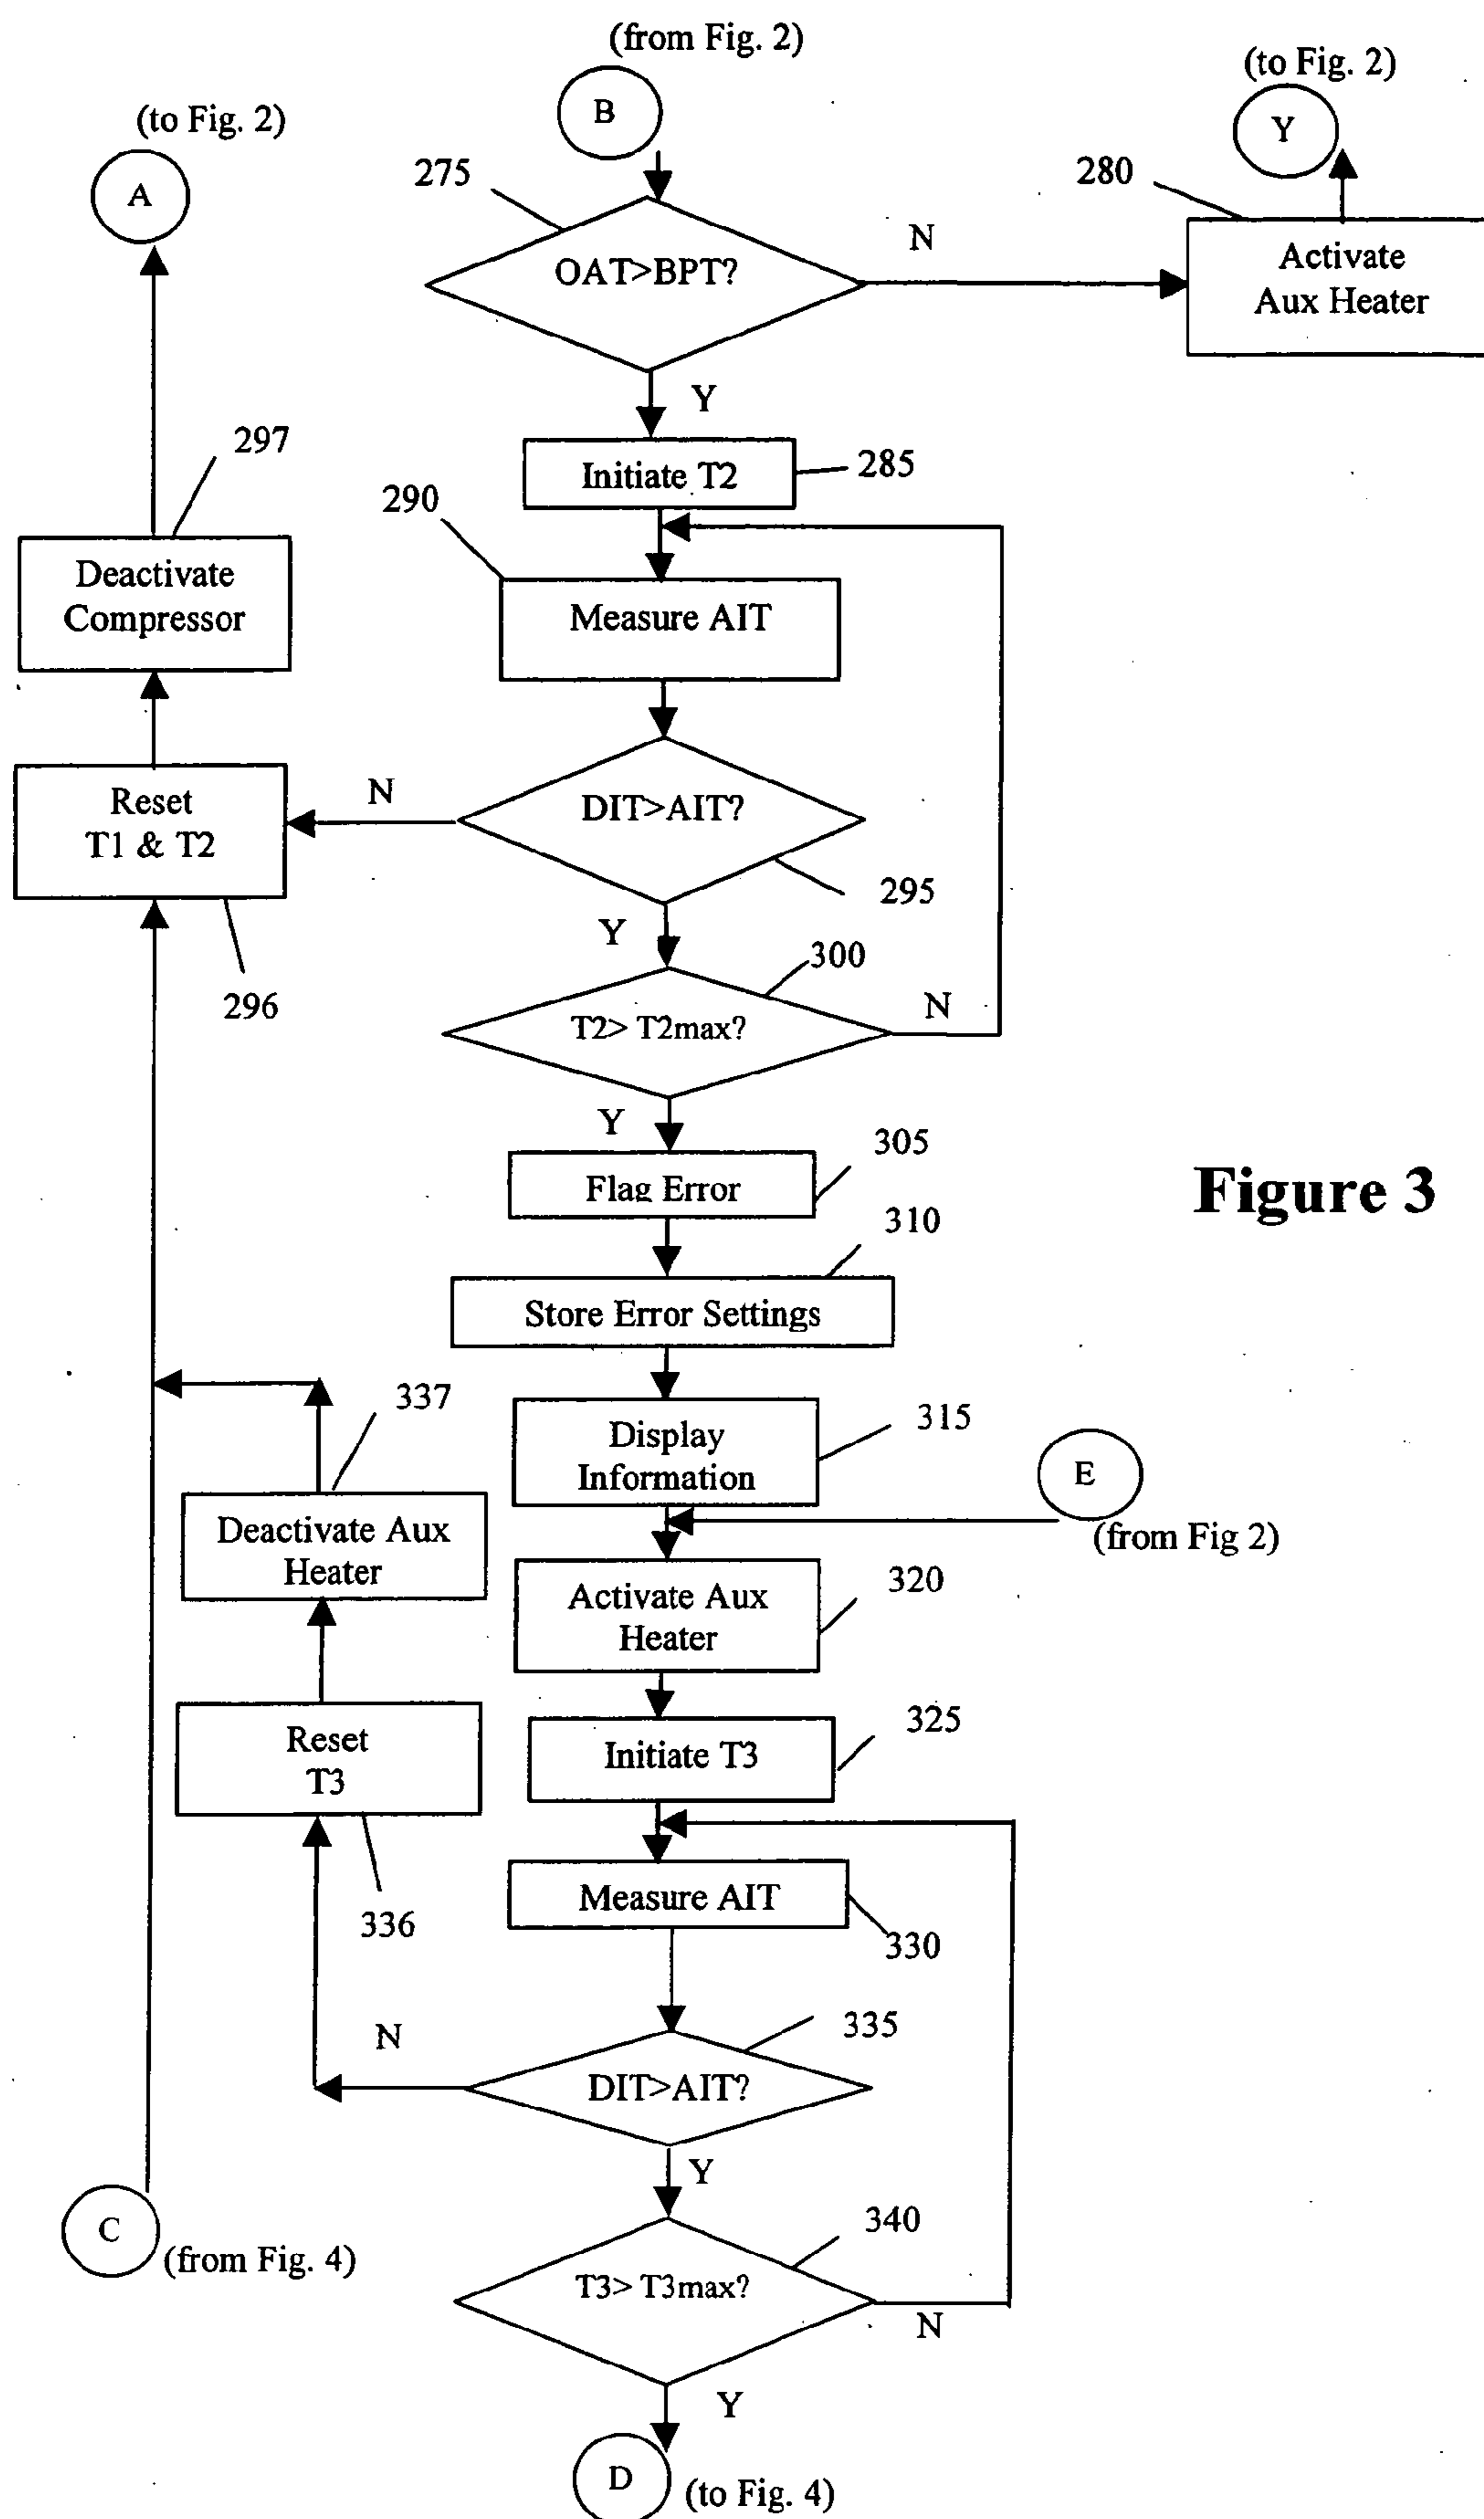 (from Fig. 2)
B
(to Fig. 2)
Y
(to Fig. 2)
A
275
280
OAT>BPT?
N
Activate
Aux Heater
Y
297
Initiate T2
285
290
Deactivate
Compressor
Measure AIT
Reset
T1 & T2
N
DIT>AIT?
295
Y
300
296
T2> T2max?
N
Y
305
Flag Error
Figure 3
310
Store Error Settings
337
315
Display
Information
E
(from Fig 2)
Deactivate Aux
Heater
320
Activate Aux
Heater
325
Reset
T3
Initiate T3
336
Measure AIT
330
335
N
DIT>AIT?
Y
340
C
(from Fig. 4)
T3> T3max?
N
Y
D
(to Fig. 4)